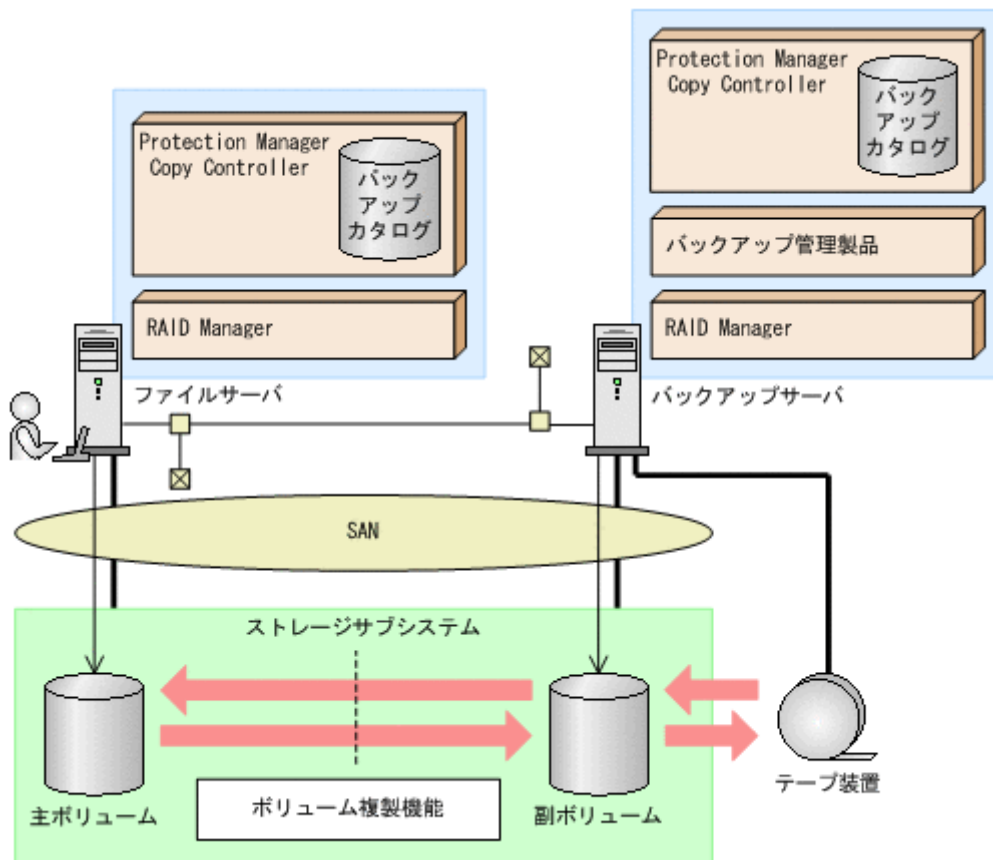 Protection Manager
Copy Controller
バック
アップ
カタログ
RAID Manager
ファイルサーバ
Protection Manager
Copy Controller
バック
アップ
カタログ
バックアップ管理製品
RAID Manager
バックアップサーバ
SAN
ストレージサブシステム
主ボリューム
ボリューム複製機能
副ボリューム
テープ装置